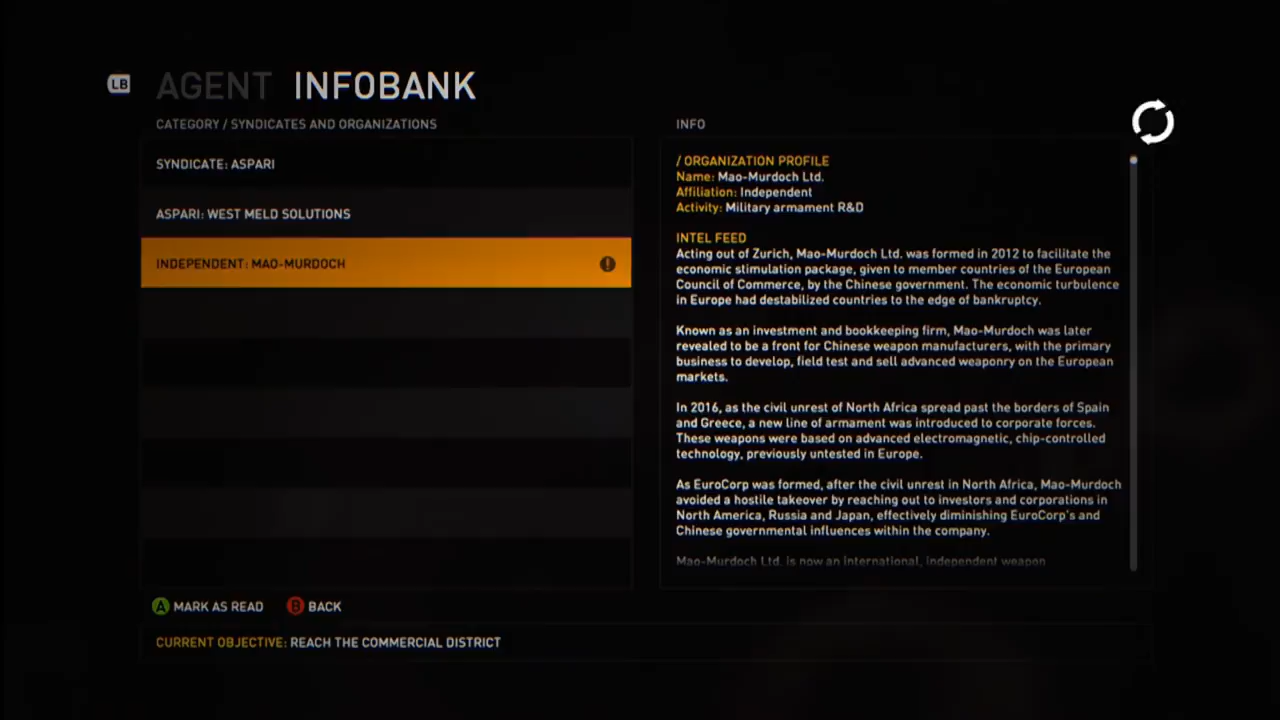 LB AGENT INFOBANK
CATEGORY / SYNDICATES AND ORGANIZATIONS
SYNDICATE: ASPARI
ASPARI: WEST MELD SOLUTIONS
INDEPENDENT: MAO-MURDOCH
INFO
/ ORGANIZATION PROFILE
Name: Mao-Murdoch Ltd.
Affiliation: Independent
Activity: Military armament R&D
INTEL FEED
Acting out of Zurich, Mao-Murdoch Ltd. was formed in 2012 to facilitate the
economic stimulation package, given to member countries of the European
Council of Commerce, by the Chinese government. The economic turbulence
in Europe had destabilized countries to the edge of bankruptcy.
Known as an investment and bookkeeping firm, Mao-Murdoch was later
revealed to be a front for Chinese weapon manufacturers, with the primary
business to develop, field test and sell advanced weaponry on the European
markets.
In 2016, as the civil unrest of North Africa spread past the borders of Spain
and Greece, a new line of armament was introduced to corporate forces.
These weapons were based on advanced electromagnetic, chip-controlled
technology, previously untested in Europe.
As EuroCorp was formed, after the civil unrest in North Africa, Mao-Murdoch
avoided a hostile takeover by reaching out to investors and corporations in
North America, Russia and Japan, effectively diminishing EuroCorp's and
Chinese governmental influences within the company.
Mao-Murdoch Ltd. is now an international, independent weapon
A MARK AS READ B BACK
CURRENT OBJECTIVE: REACH THE COMMERCIAL DISTRICT